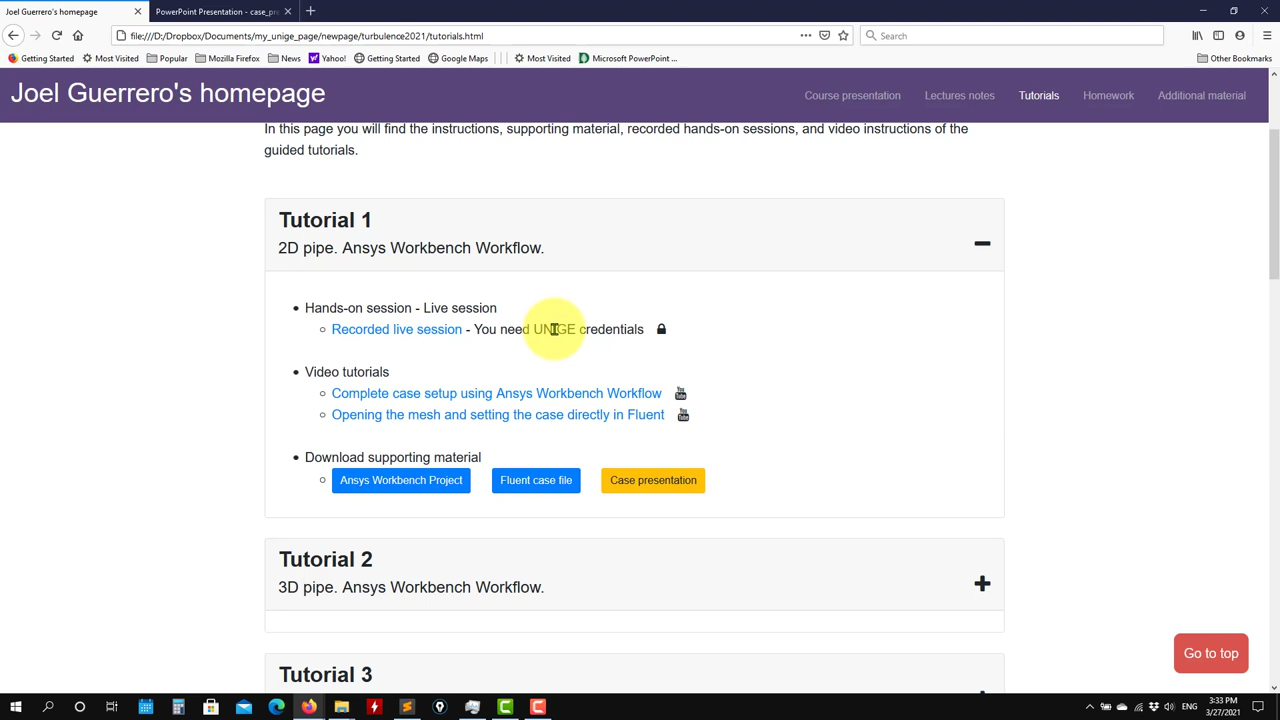 Joel Guerrero's homepage
PowerPoint Presentation - case_pre
file:///D:/Dropbox/Documents/my_unige_page/newpage/turbulence2021/tutorials.html
Search
Getting Started
Most Visited
Popular
Mozilla Firefox
News
Yahoo!
Getting Started
Google Maps
Most Visited
Microsoft PowerPoint ...
Other Bookmarks
Joel Guerrero's homepage
Course presentation
Lectures notes
Tutorials
Homework
Additional material
In this page you will find the instructions, supporting material, recorded hands-on sessions, and video instructions of the
guided tutorials.
Tutorial 1
2D pipe. Ansys Workbench Workflow.
Hands-on session - Live session
Recorded live session - You need UNIGE credentials
Video tutorials
Complete case setup using Ansys Workbench Workflow
Opening the mesh and setting the case directly in Fluent
Download supporting material
Ansys Workbench Project
Fluent case file
Case presentation
Tutorial 2
3D pipe. Ansys Workbench Workflow.
Go to top
Tutorial 3
ENG
3:33 PM
3/27/2021